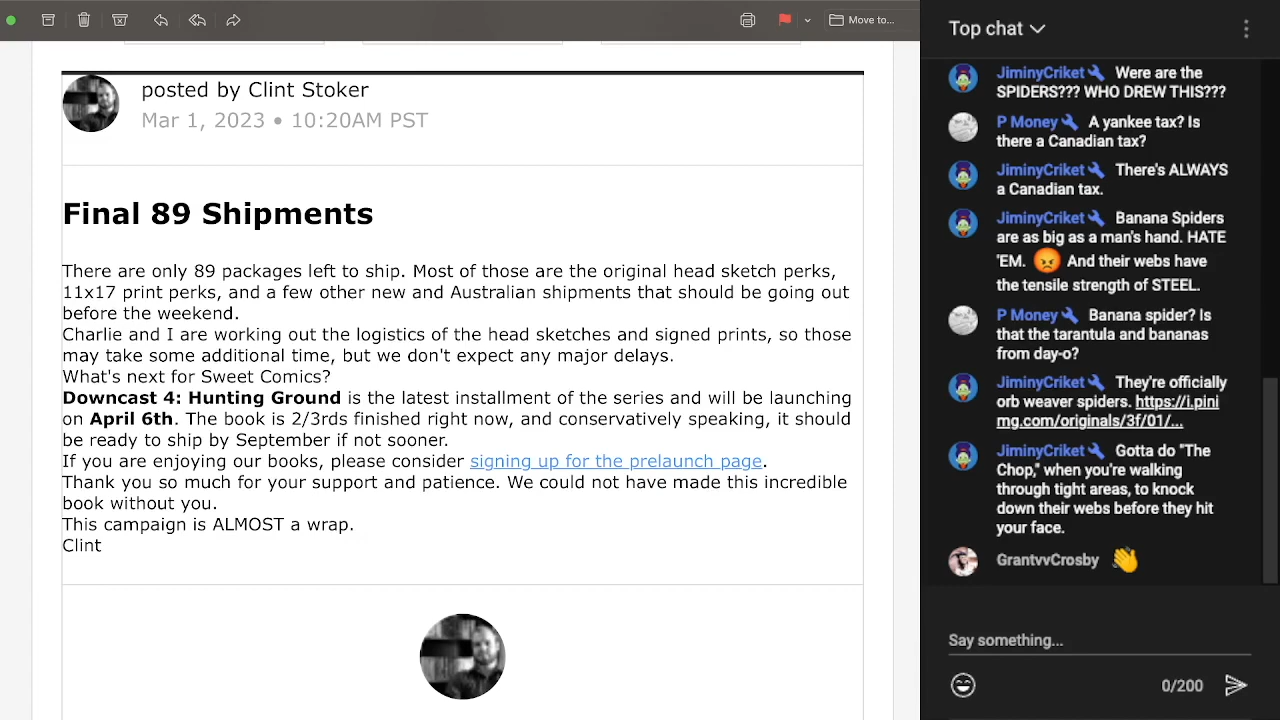 Move to...
posted by Clint Stoker
Mar 1, 2023 • 10:20AM PST
Final 89 Shipments
There are only 89 packages left to ship. Most of those are the original head sketch perks,
11x17 print perks, and a few other new and Australian shipments that should be going out
before the weekend.
Charlie and I are working out the logistics of the head sketches and signed prints, so those
may take some additional time, but we don't expect any major delays.
What's next for Sweet Comics?
Downcast 4: Hunting Ground is the latest installment of the series and will be launching
on April 6th. The book is 2/3rds finished right now, and conservatively speaking, it should
be ready to ship by September if not sooner.
If you are enjoying our books, please consider signing up for the prelaunch page.
Thank you so much for your support and patience. We could not have made this incredible
book without you.
This campaign is ALMOST a wrap.
Clint
Top chat
JiminyCriket Were are the
SPIDERS??? WHO DREW THIS???
P Money A yankee tax? Is
there a Canadian tax?
JiminyCriket There's ALWAYS
a Canadian tax.
JiminyCriket Banana Spiders
are as big as a man's hand. HATE
'EM. 😡 And their webs have
the tensile strength of STEEL.
P Money Banana spider? Is
that the tarantula and bananas
from day-o?
JiminyCriket They're officially
orb weaver spiders. https://i.pini
mg.com/originals/3f/01/...
JiminyCriket Gotta do "The
Chop," when you're walking
through tight areas, to knock
down their webs before they hit
your face.
GrantvvCrosby 👏
Say something...
0/200